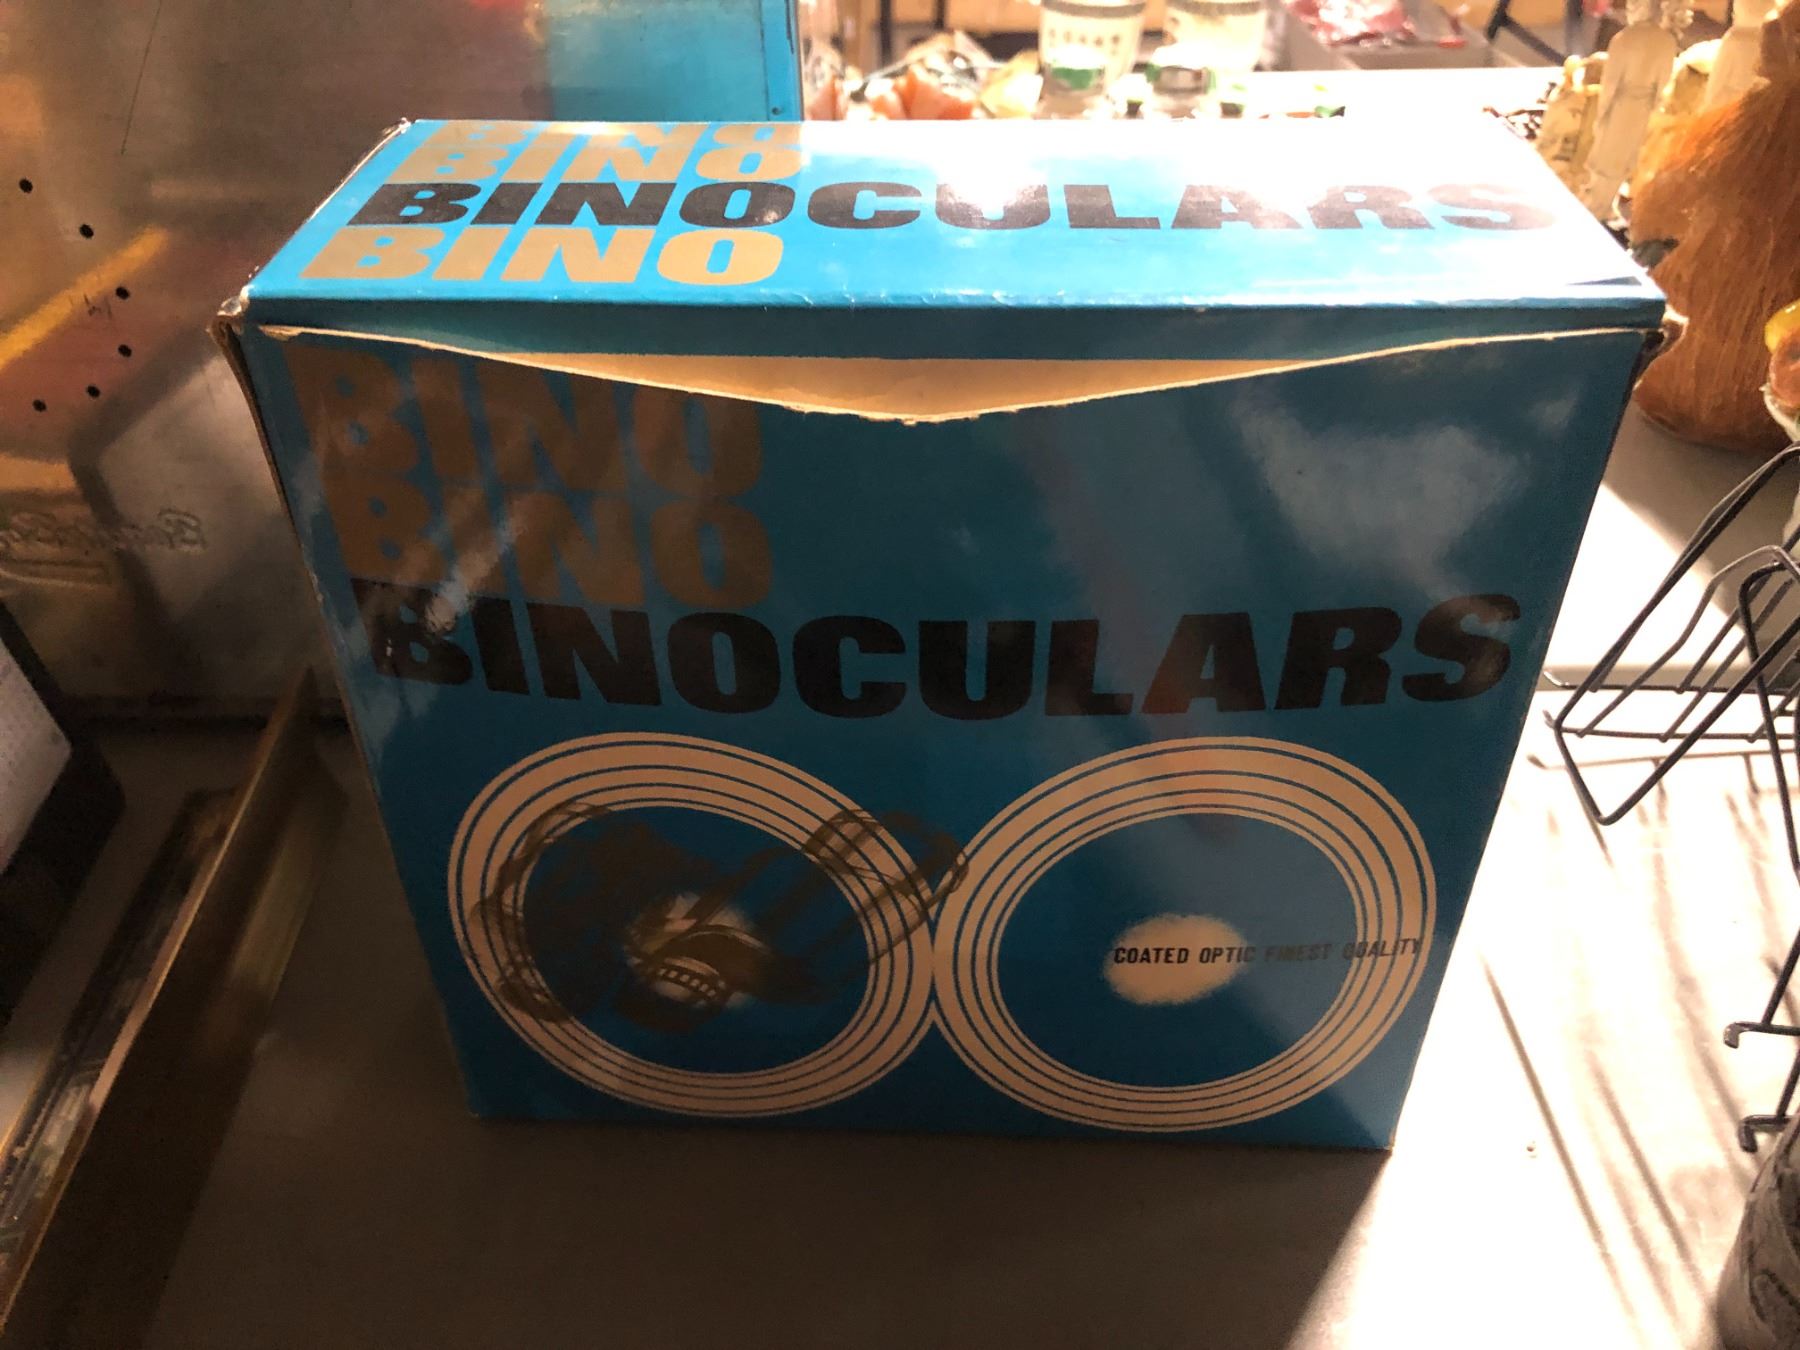 BINO
BINO
BINOCULARS
BINO
BINO
BINO
BINOCULARS
COATED OPTIC FINEST QUALITY